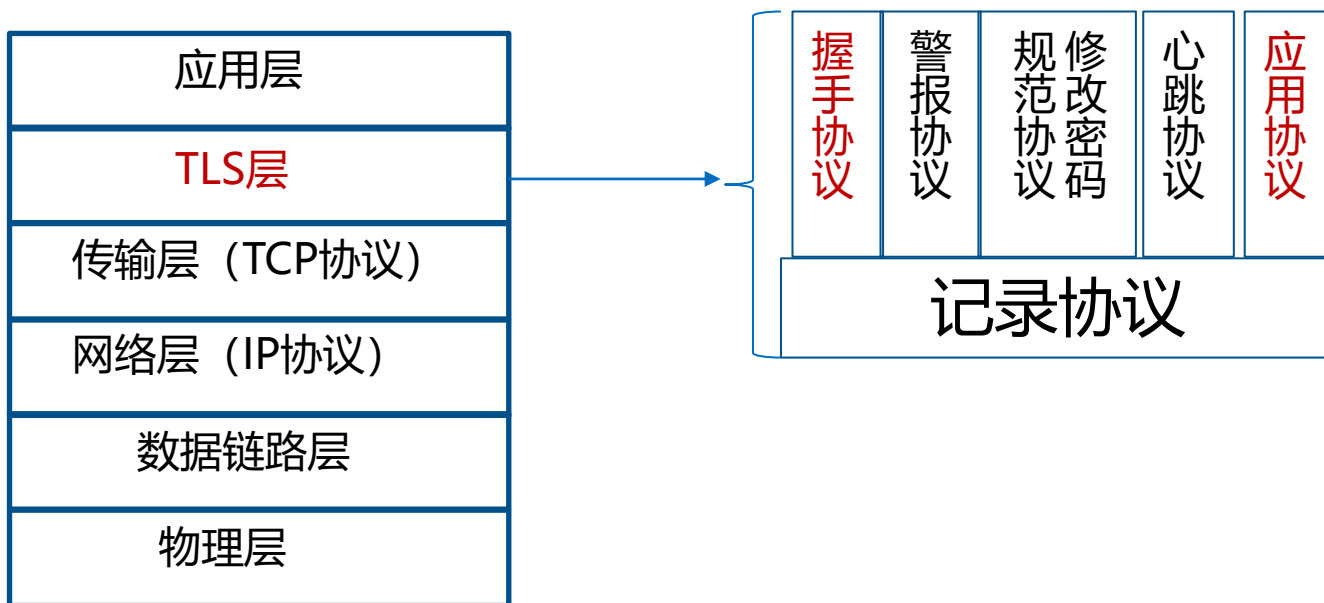 应用层
TLS层
传输层（TCP协议）
网络层（IP协议）
数据链路层
物理层
握手协议
警报协议
修改密码
规范协议
心跳协议
应用协议
记录协议